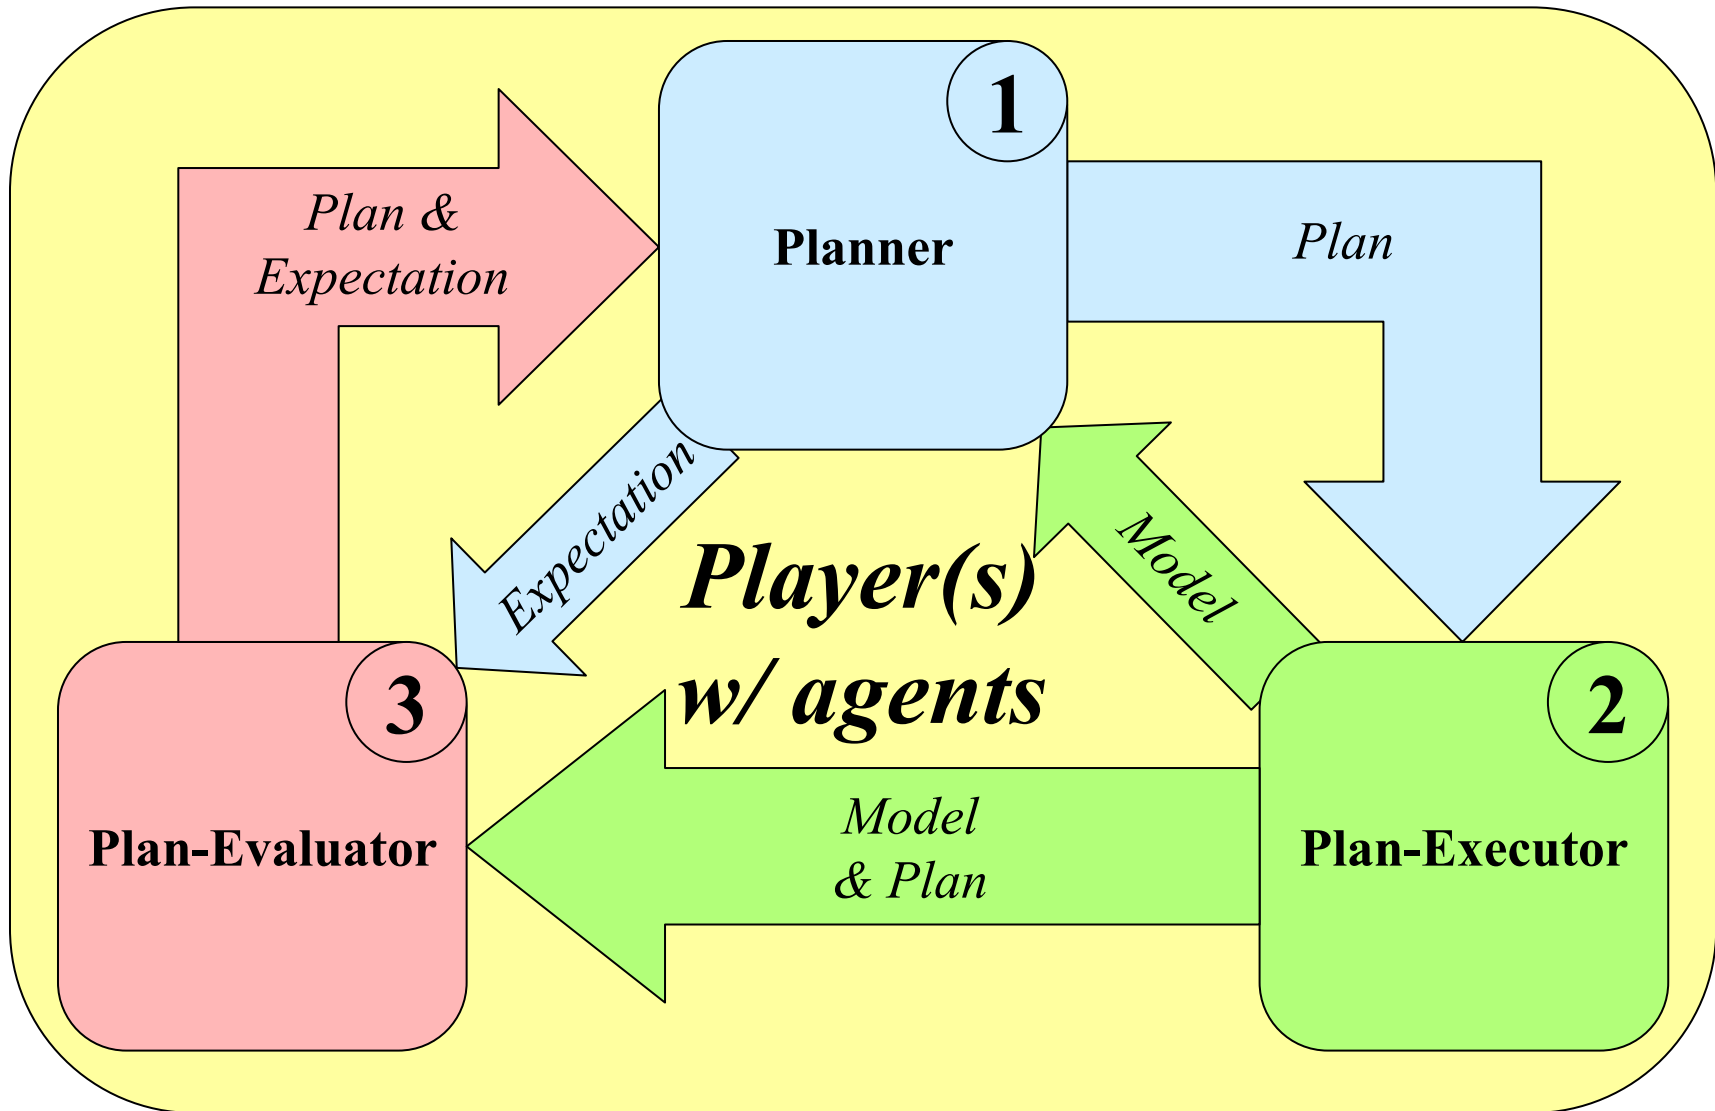 1
Planner
Plan &
Expectation
Plan
Expectation
Model
Player(s)
w/ agents
3
Plan-Evaluator
Model
& Plan
2
Plan-Executor